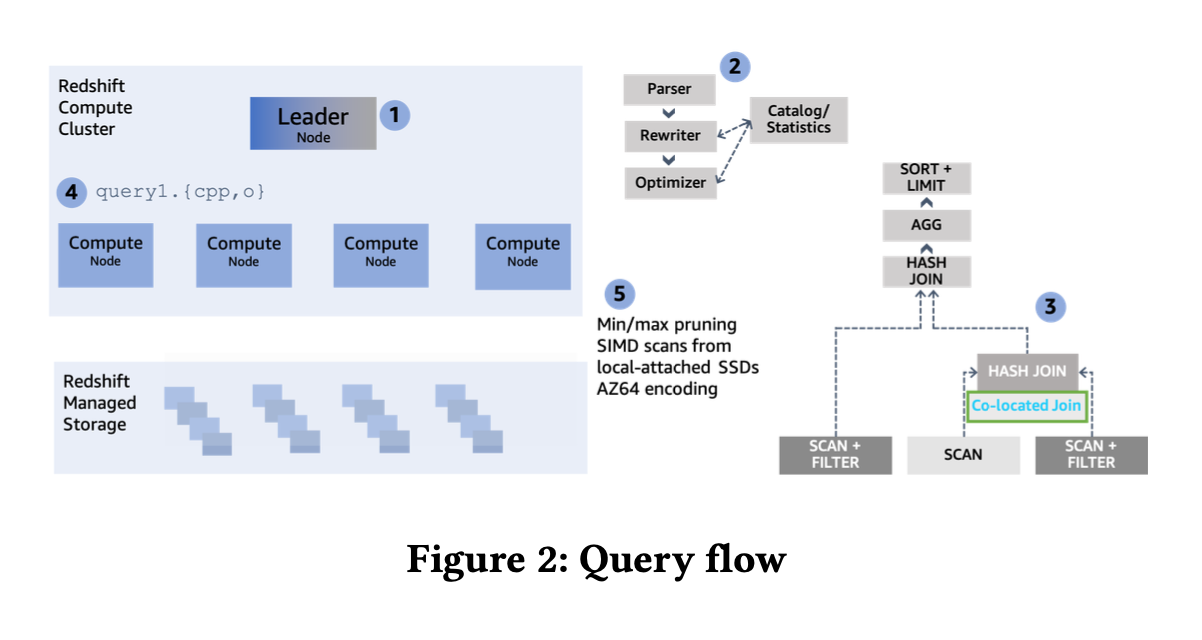 Redshift
Compute
Cluster
Leader
Node
1
4
query1.{cpp,o}
Compute
Node
Compute
Node
Compute
Node
Compute
Node
Redshift
Managed
Storage
2
Parser
Rewriter
Optimizer
Catalog/
Statistics
5
Min/max pruning
SIMD scans from
local-attached SSDs
AZ64 encoding
SORT +
LIMIT
AGG
HASH
JOIN
3
HASH JOIN
Co-located Join
SCAN +
FILTER
SCAN
SCAN +
FILTER
Figure 2: Query flow